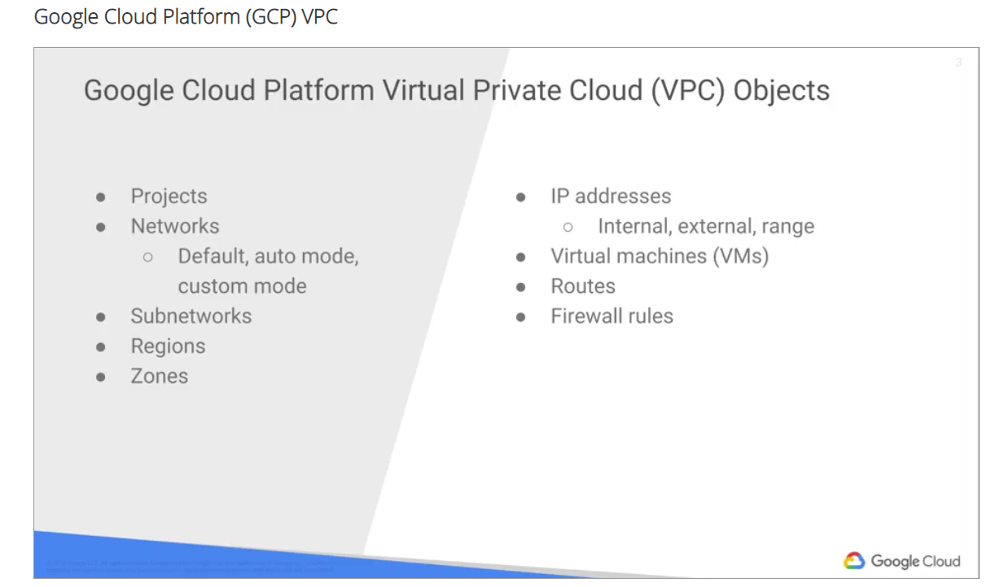 Google Cloud Platform (GCP) VPC
3
Google Cloud Platform Virtual Private Cloud (VPC) Objects
● Projects
● Networks
○ Default, auto mode,
custom mode
● Subnetworks
● Regions
● Zones
● IP addresses
○ Internal, external, range
● Virtual machines (VMs)
● Routes
● Firewall rules
Google Cloud